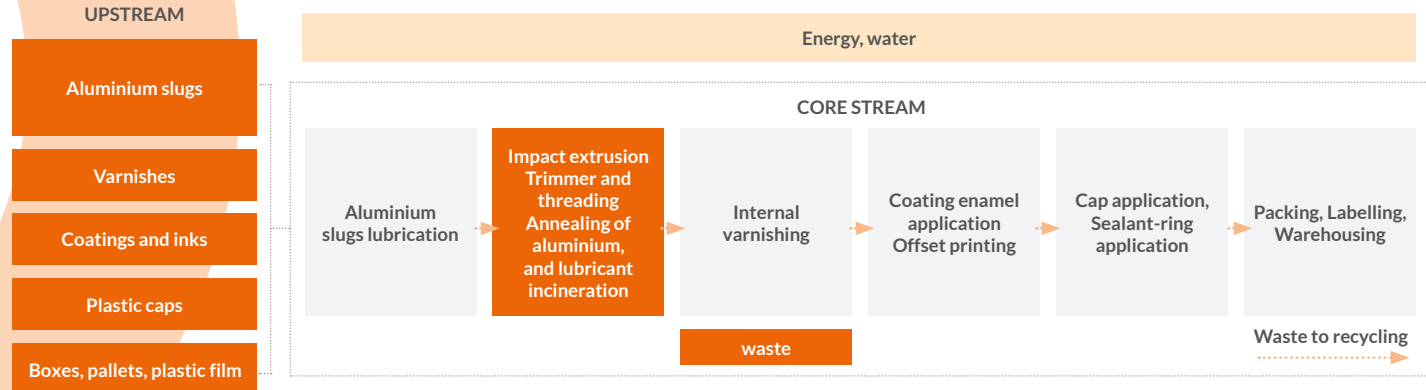 UPSTREAM
Aluminium slugs
Varnishes
Coatings and inks
Plastic caps
Boxes, pallets, plastic film
Energy, water
CORE STREAM
Aluminium
slugs lubrication
Impact extrusion
Trimmer and
threading
Annealing of
aluminium,
and lubricant
incineration
Internal
varnishing
waste
Coating enamel
application
Offset printing
Cap application,
Sealant-ring
application
Packing, Labelling,
Warehousing
Waste to recycling